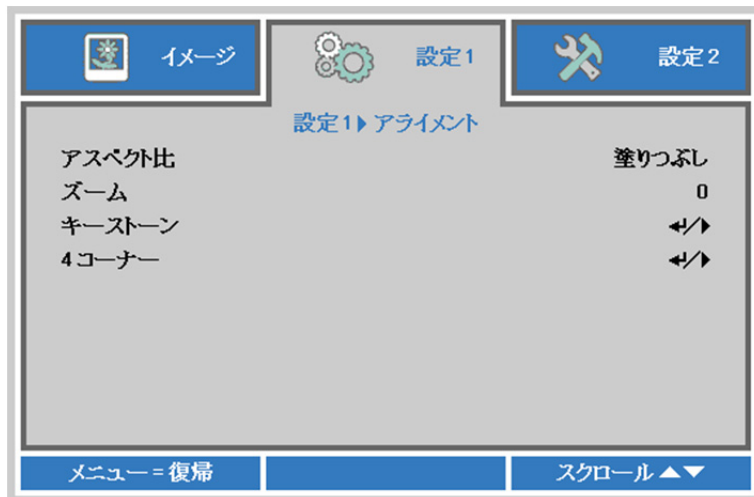 イメージ 設定1 設定2
設定1▶アライメント
アスペクト比 塗りつぶし
ズーム 0
キーストーン ↵/▶
4コーナー ↵/▶
メニュー=復帰 スクロール▲▼